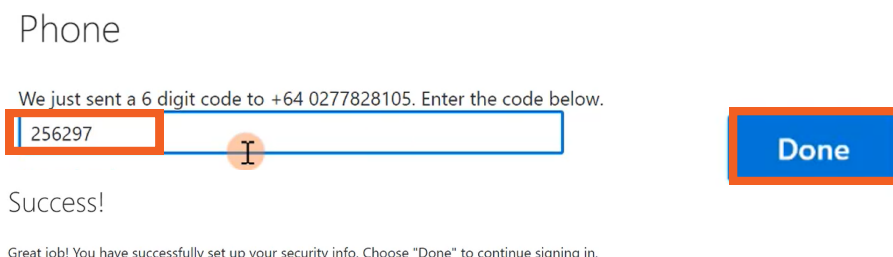 Phone
We just sent a 6 digit code to +64 0277828105. Enter the code below.
256297
Done
Success!
Great job! You have successfully set up your security info. Choose "Done" to continue signing in.